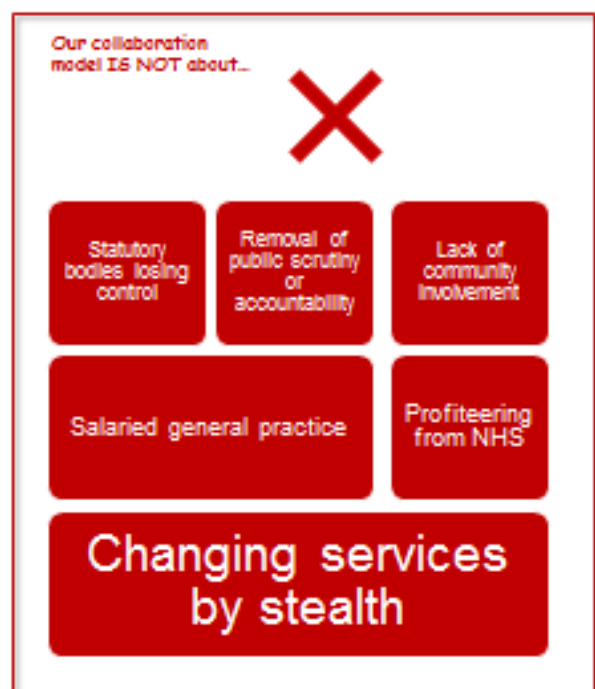 Our collaboration
model IS NOT about...
Statutory
bodies losing
control
Removal of
public scrutiny
or
accountability
Lack of
community
involvement
Salaried general practice
Profiteering
from NHS
Changing services
by stealth